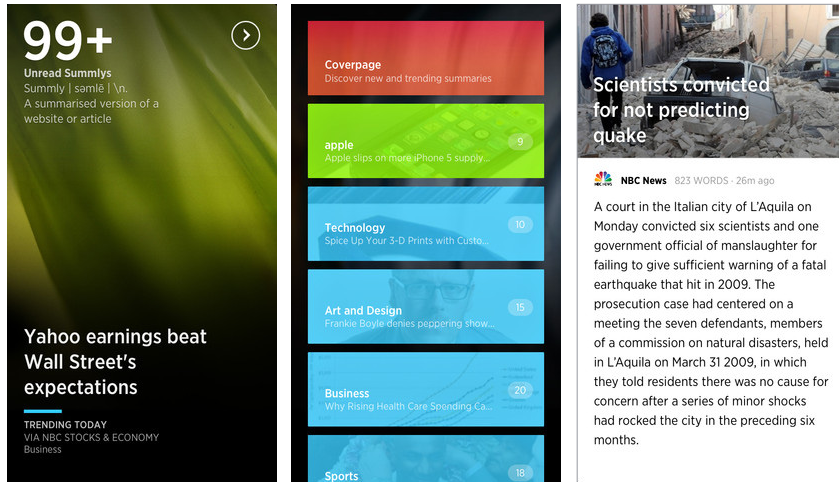 99+
Unread Summlys
Summly | səmlē | \n.
A summarised version of a
website or article
Yahoo earnings beat
Wall Street's
expectations
TRENDING TODAY
VIA NBC STOCKS & ECONOMY
Business
Coverpage
Discover new and trending summaries
apple
9
Apple slips on more iPhone 5 supply...
Technology
10
Spice Up Your 3-D Prints with Custo...
Art and Design
15
Frankie Boyle denies peppering show...
Business
20
Why Rising Health Care Spending Ca...
Sports
18
Scientists convicted
for not predicting
quake
NBC News 823 WORDS · 26m ago
A court in the Italian city of L'Aquila on
Monday convicted six scientists and one
government official of manslaughter for
failing to give sufficient warning of a fatal
earthquake that hit in 2009. The
prosecution case had centered on a
meeting the seven defendants, members
of a commission on natural disasters, held
in L'Aquila on March 31 2009, in which
they told residents there was no cause for
concern after a series of minor shocks
had rocked the city in the preceding six
months.